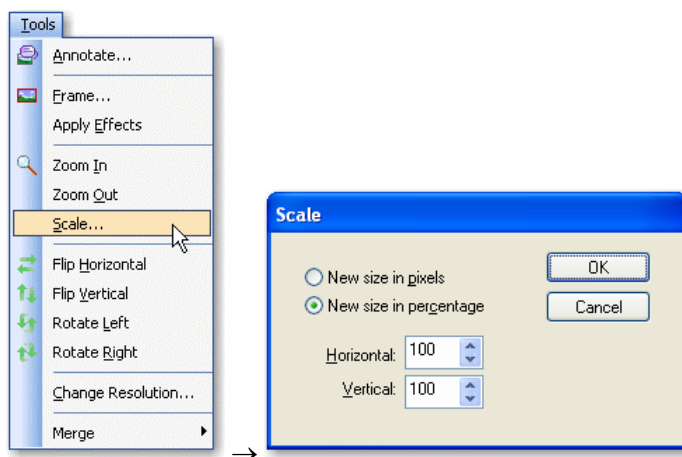 Tools
Annotate...
Frame...
Apply Effects
Zoom In
Zoom Out
Scale...
Flip Horizontal
Flip Vertical
Rotate Left
Rotate Right
Change Resolution...
Merge
→
Scale
New size in pixels
New size in percentage
OK
Cancel
Horizontal: 100
Vertical: 100